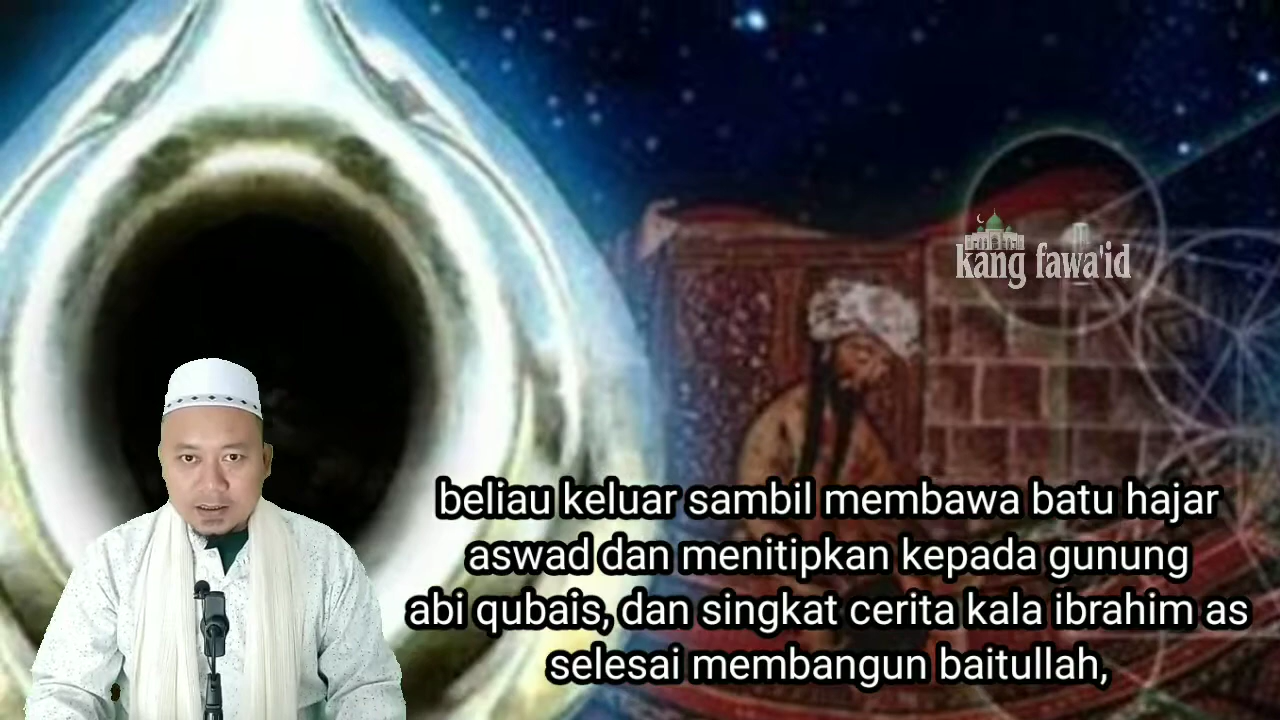 kang fawa'id
beliau keluar sambil membawa batu hajar
aswad dan menitipkan kepada gunung
abi qubais, dan singkat cerita kala ibrahim as
selesai membangun baitullah,